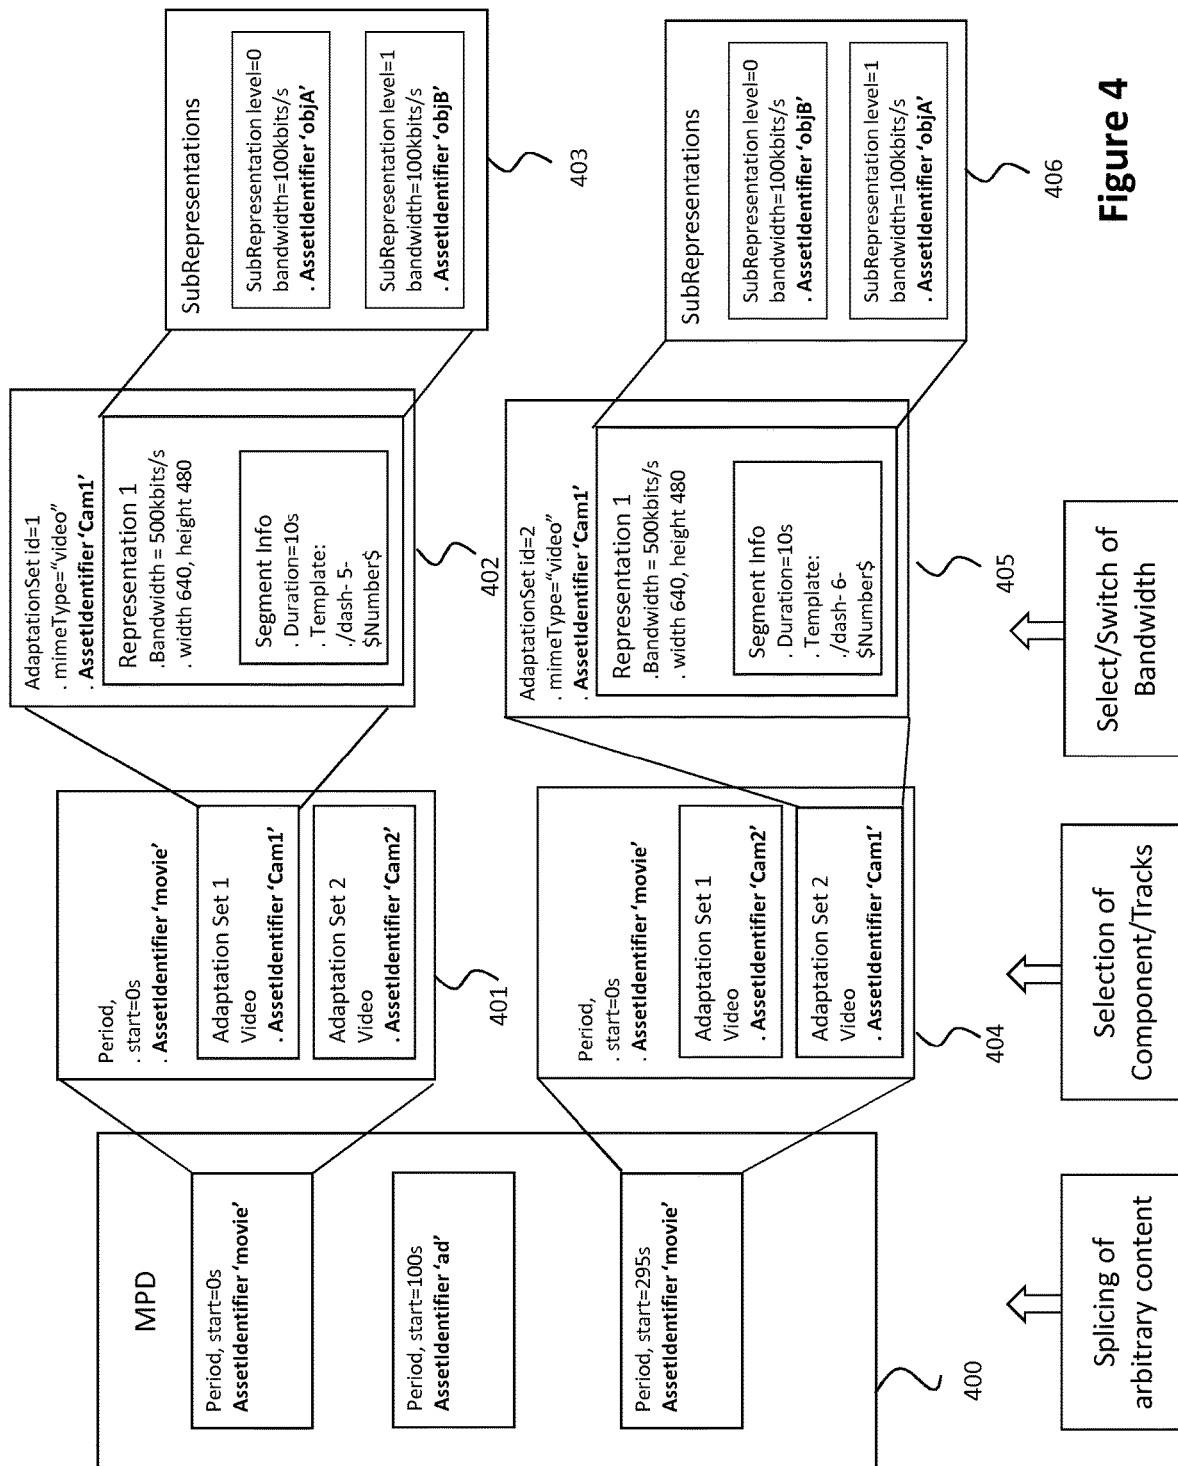 MPD
Period, start=0s
AssetIdentifier 'movie'
Period, start=100s
AssetIdentifier 'ad'
Period, start=295s
AssetIdentifier 'movie'
400
Period,
. start=0s
. AssetIdentifier 'movie'
Adaptation Set 1
Video
. AssetIdentifier 'Cam1'
Adaptation Set 2
Video
. AssetIdentifier 'Cam2'
401
AdaptationSet id=1
. mimeType="video"
. AssetIdentifier 'Cam1'
Representation 1
.Bandwidth = 500kbits/s
. width 640, height 480
Segment Info
. Duration=10s
. Template:
./dash- 5-
$Number$
402
SubRepresentations
SubRepresentation level=0
bandwidth=100kbits/s
. AssetIdentifier 'objA'
SubRepresentation level=1
bandwidth=100kbits/s
. AssetIdentifier 'objB'
403
Period,
. start=0s
. AssetIdentifier 'movie'
Adaptation Set 1
Video
. AssetIdentifier 'Cam2'
Adaptation Set 2
Video
. AssetIdentifier 'Cam1'
404
AdaptationSet id=2
. mimeType="video"
. AssetIdentifier 'Cam1'
Representation 1
.Bandwidth = 500kbits/s
. width 640, height 480
Segment Info
. Duration=10s
. Template:
./dash- 6-
$Number$
405
SubRepresentations
SubRepresentation level=0
bandwidth=100kbits/s
. AssetIdentifier 'objB'
SubRepresentation level=1
bandwidth=100kbits/s
. AssetIdentifier 'objA'
406
Splicing of
arbitrary content
Selection of
Component/Tracks
Select/Switch of
Bandwidth
Figure 4